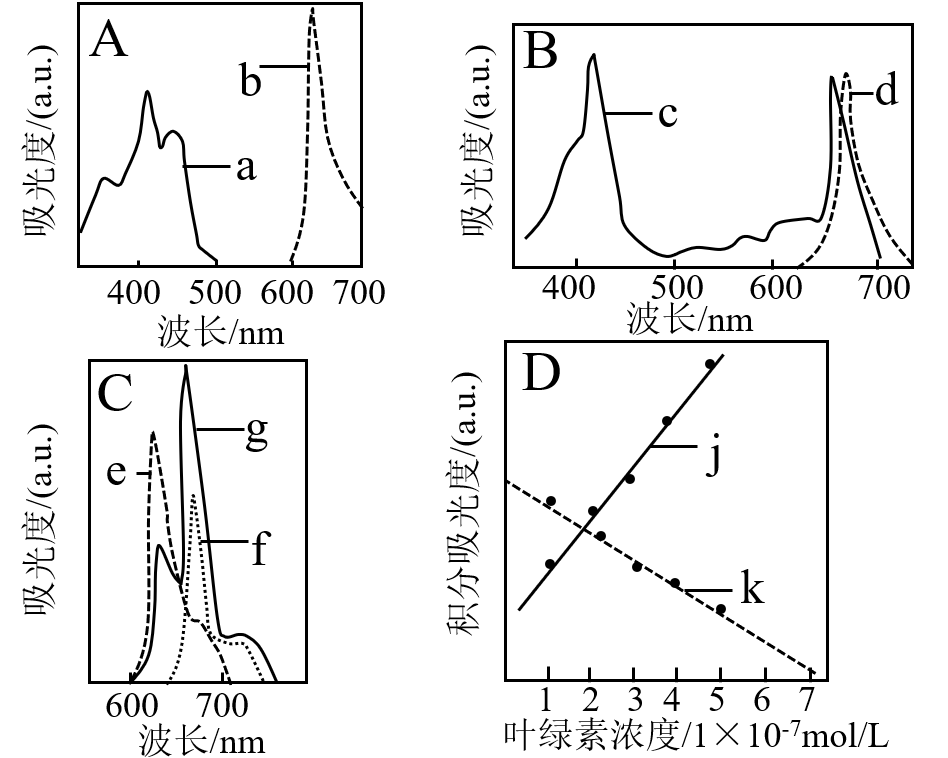 A
吸光度/(a.u.)
b
a
400 500 600 700
波长/nm
B
吸光度/(a.u.)
c
d
400 500 600 700
波长/nm
C
吸光度/(a.u.)
e
g
f
600 700
波长/nm
D
积分吸光度/(a.u.)
j
k
1 2 3 4 5 6 7
叶绿素浓度/1×10-7mol/L